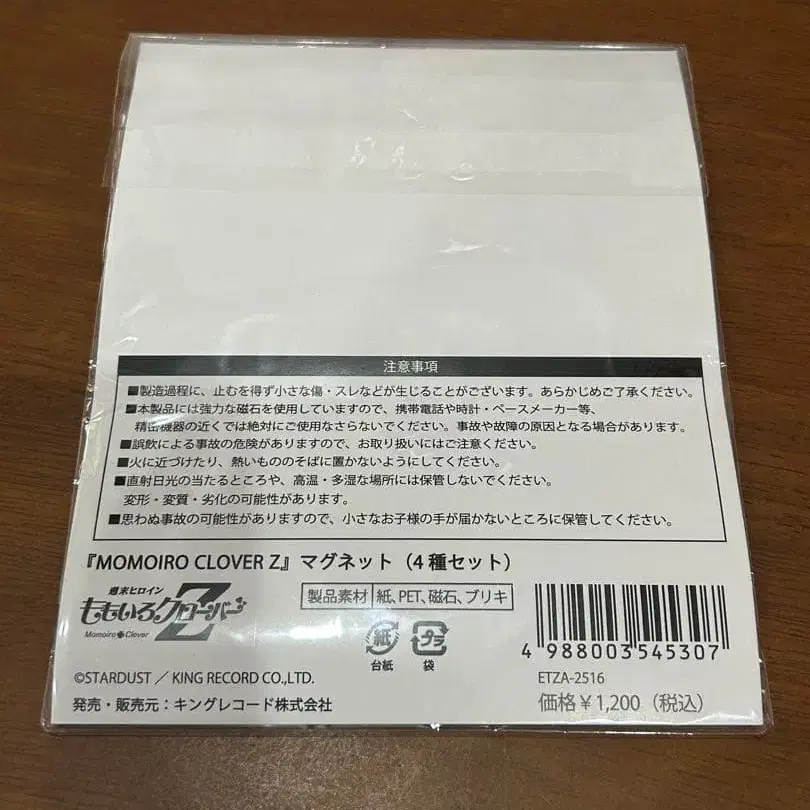 注意事項
■製造過程に、止むを得ず小さな傷・スレなどが生じることがございます。あらかじめご了承ください。
■本製品には強力な磁石を使用していますので、携帯電話や時計・ペースメーカー等、
精密機器の近くでは絶対にご使用なさらないでください。事故や故障の原因となる場合があります。
■誤飲による事故の危険がありますので、お取り扱いにはご注意ください。
■火に近づけたり、熱いもののそばに置かないようにしてください。
■直射日光の当たるところや、高温・多湿な場所には保管しないでください。
変形・変質・劣化の可能性があります。
■思わぬ事故の可能性がありますので、小さなお子様の手が届かないところに保管してください。
『MOMOIRO CLOVER Z』マグネット（4種セット）
週末ヒロイン
ももいろクローバーZ
Momoiro Clover
製品素材 紙、PET、磁石、ブリキ
紙 プラ
台紙 袋
4 988003 545307
©STARDUST ／ KING RECORD CO.,LTD.
ETZA-2516
発売・販売元：キングレコード株式会社
価格￥1,200（税込）